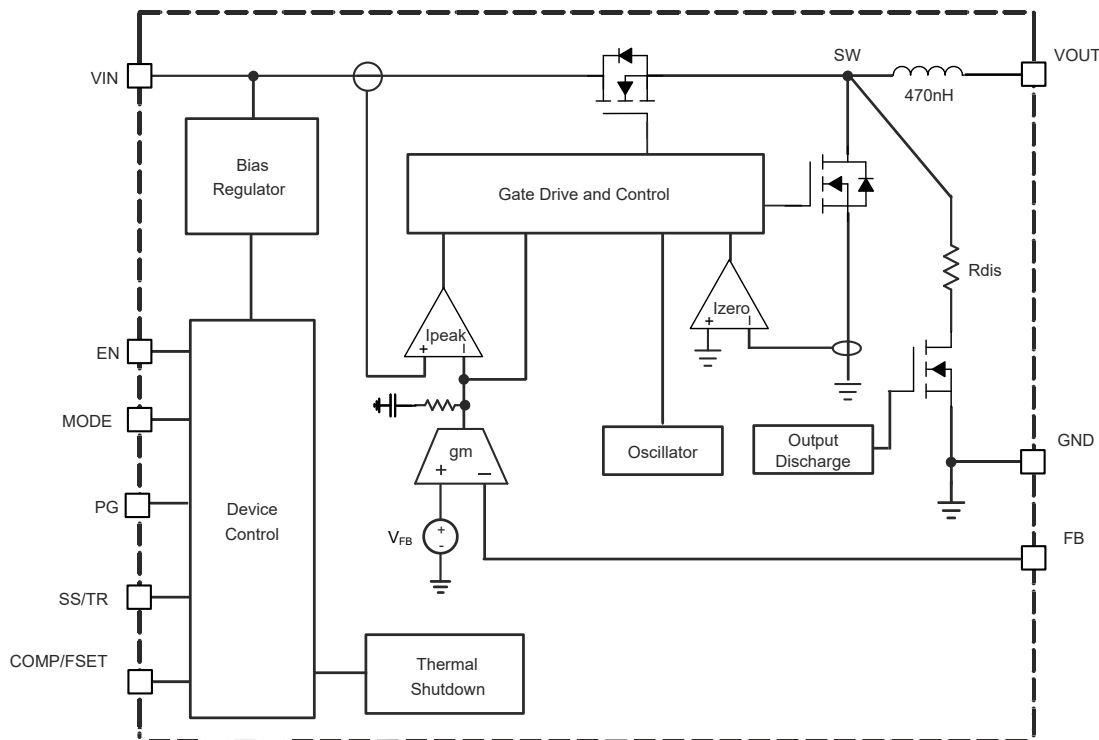 SW
VIN
VOUT
470nH
Bias
Regulator
Gate Drive and Control
Rdis
Ipeak
+
−
Izero
+
−
EN
MODE
gm
+
−
Oscillator
Output
Discharge
GND
PG
Device
Control
VFB
+
-
FB
SS/TR
COMP/FSET
Thermal
Shutdown